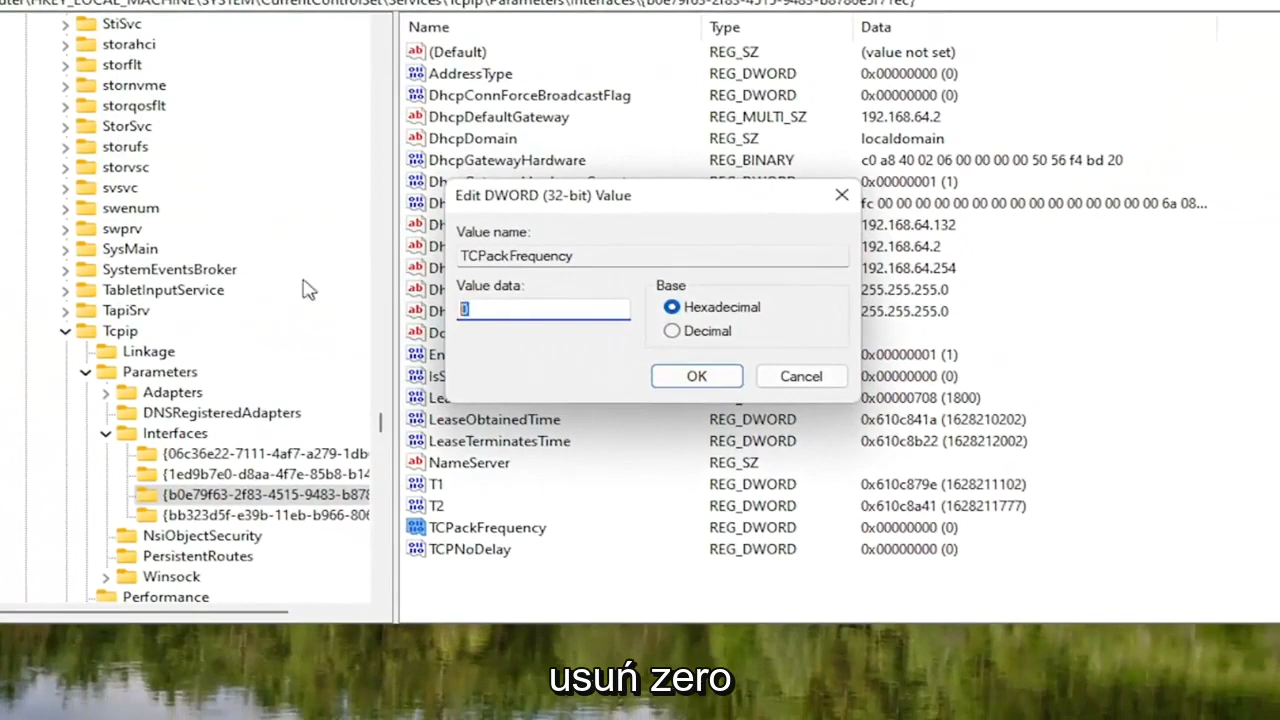 Name Type Data
StiSvc
storahci
storflt
stornvme
storqosflt
StorSvc
storufs
storvsc
svsvc
swenum
swprv
SysMain
SystemEventsBroker
TabletInputService
TapiSrv
Tcpip
Linkage
Parameters
Adapters
DNSRegisteredAdapters
Interfaces
{06c36e22-7111-4af7-a279-1db
{1ed9b7e0-d8aa-4f7e-85b8-b14
{b0e79f63-2f83-4515-9483-b878
{bb323d5f-e39b-11eb-b966-806
NsiObjectSecurity
PersistentRoutes
Winsock
Performance
(Default) REG_SZ (value not set)
AddressType REG_DWORD 0x00000000 (0)
DhcpConnForceBroadcastFlag REG_DWORD 0x00000000 (0)
DhcpDefaultGateway REG_MULTI_SZ 192.168.64.2
DhcpDomain REG_SZ localdomain
DhcpGatewayHardware REG_BINARY c0 a8 40 02 06 00 00 00 00 50 56 f4 bd 20
0x00000001 (1)
fc 00 00 00 00 00 00 00 00 00 00 00 00 00 00 00 6a 08...
192.168.64.132
192.168.64.2
192.168.64.254
255.255.255.0
255.255.255.0
0x00000001 (1)
0x00000000 (0)
0x00000708 (1800)
LeaseObtainedTime REG_DWORD 0x610c841a (1628210202)
LeaseTerminatesTime REG_DWORD 0x610c8b22 (1628212002)
NameServer REG_SZ
T1 REG_DWORD 0x610c879e (1628211102)
T2 REG_DWORD 0x610c8a41 (1628211777)
TCPackFrequency REG_DWORD 0x00000000 (0)
TCPNoDelay REG_DWORD 0x00000000 (0)
Edit DWORD (32-bit) Value
Value name:
TCPackFrequency
Value data: Base
0
Hexadecimal
Decimal
OK Cancel
usuń zero